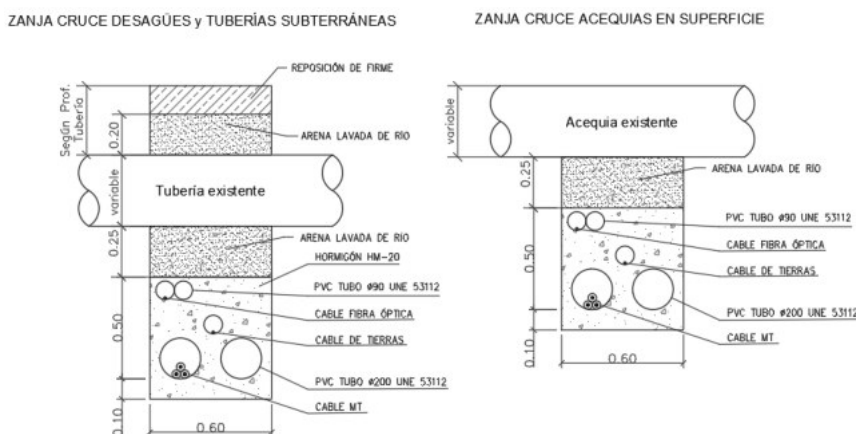 ZANJA CRUCE DESAGÜES y TUBERÍAS SUBTERRÁNEAS
REPOSICIÓN DE FIRME
Según Prof.
Tubería
0.20
ARENA LAVADA DE RÍO
variable
Tubería existente
0.25
ARENA LAVADA DE RIO
HORMIGÓN HM-20
PVC TUBO ø90 UNE 53112
CABLE FIBRA ÓPTICA
0.50
CABLE DE TIERRAS
PVC TUBO ø200 UNE 53112
CABLE MT
0.10
0.60
ZANJA CRUCE ACEQUIAS EN SUPERFICIE
variable
Acequia existente
ARENA LAVADA DE RÍO
0.25
PVC TUBO ø90 UNE 53112
CABLE FIBRA ÓPTICA
0.50
CABLE DE TIERRAS
PVC TUBO ø200 UNE 53112
CABLE MT
0.10
0.60